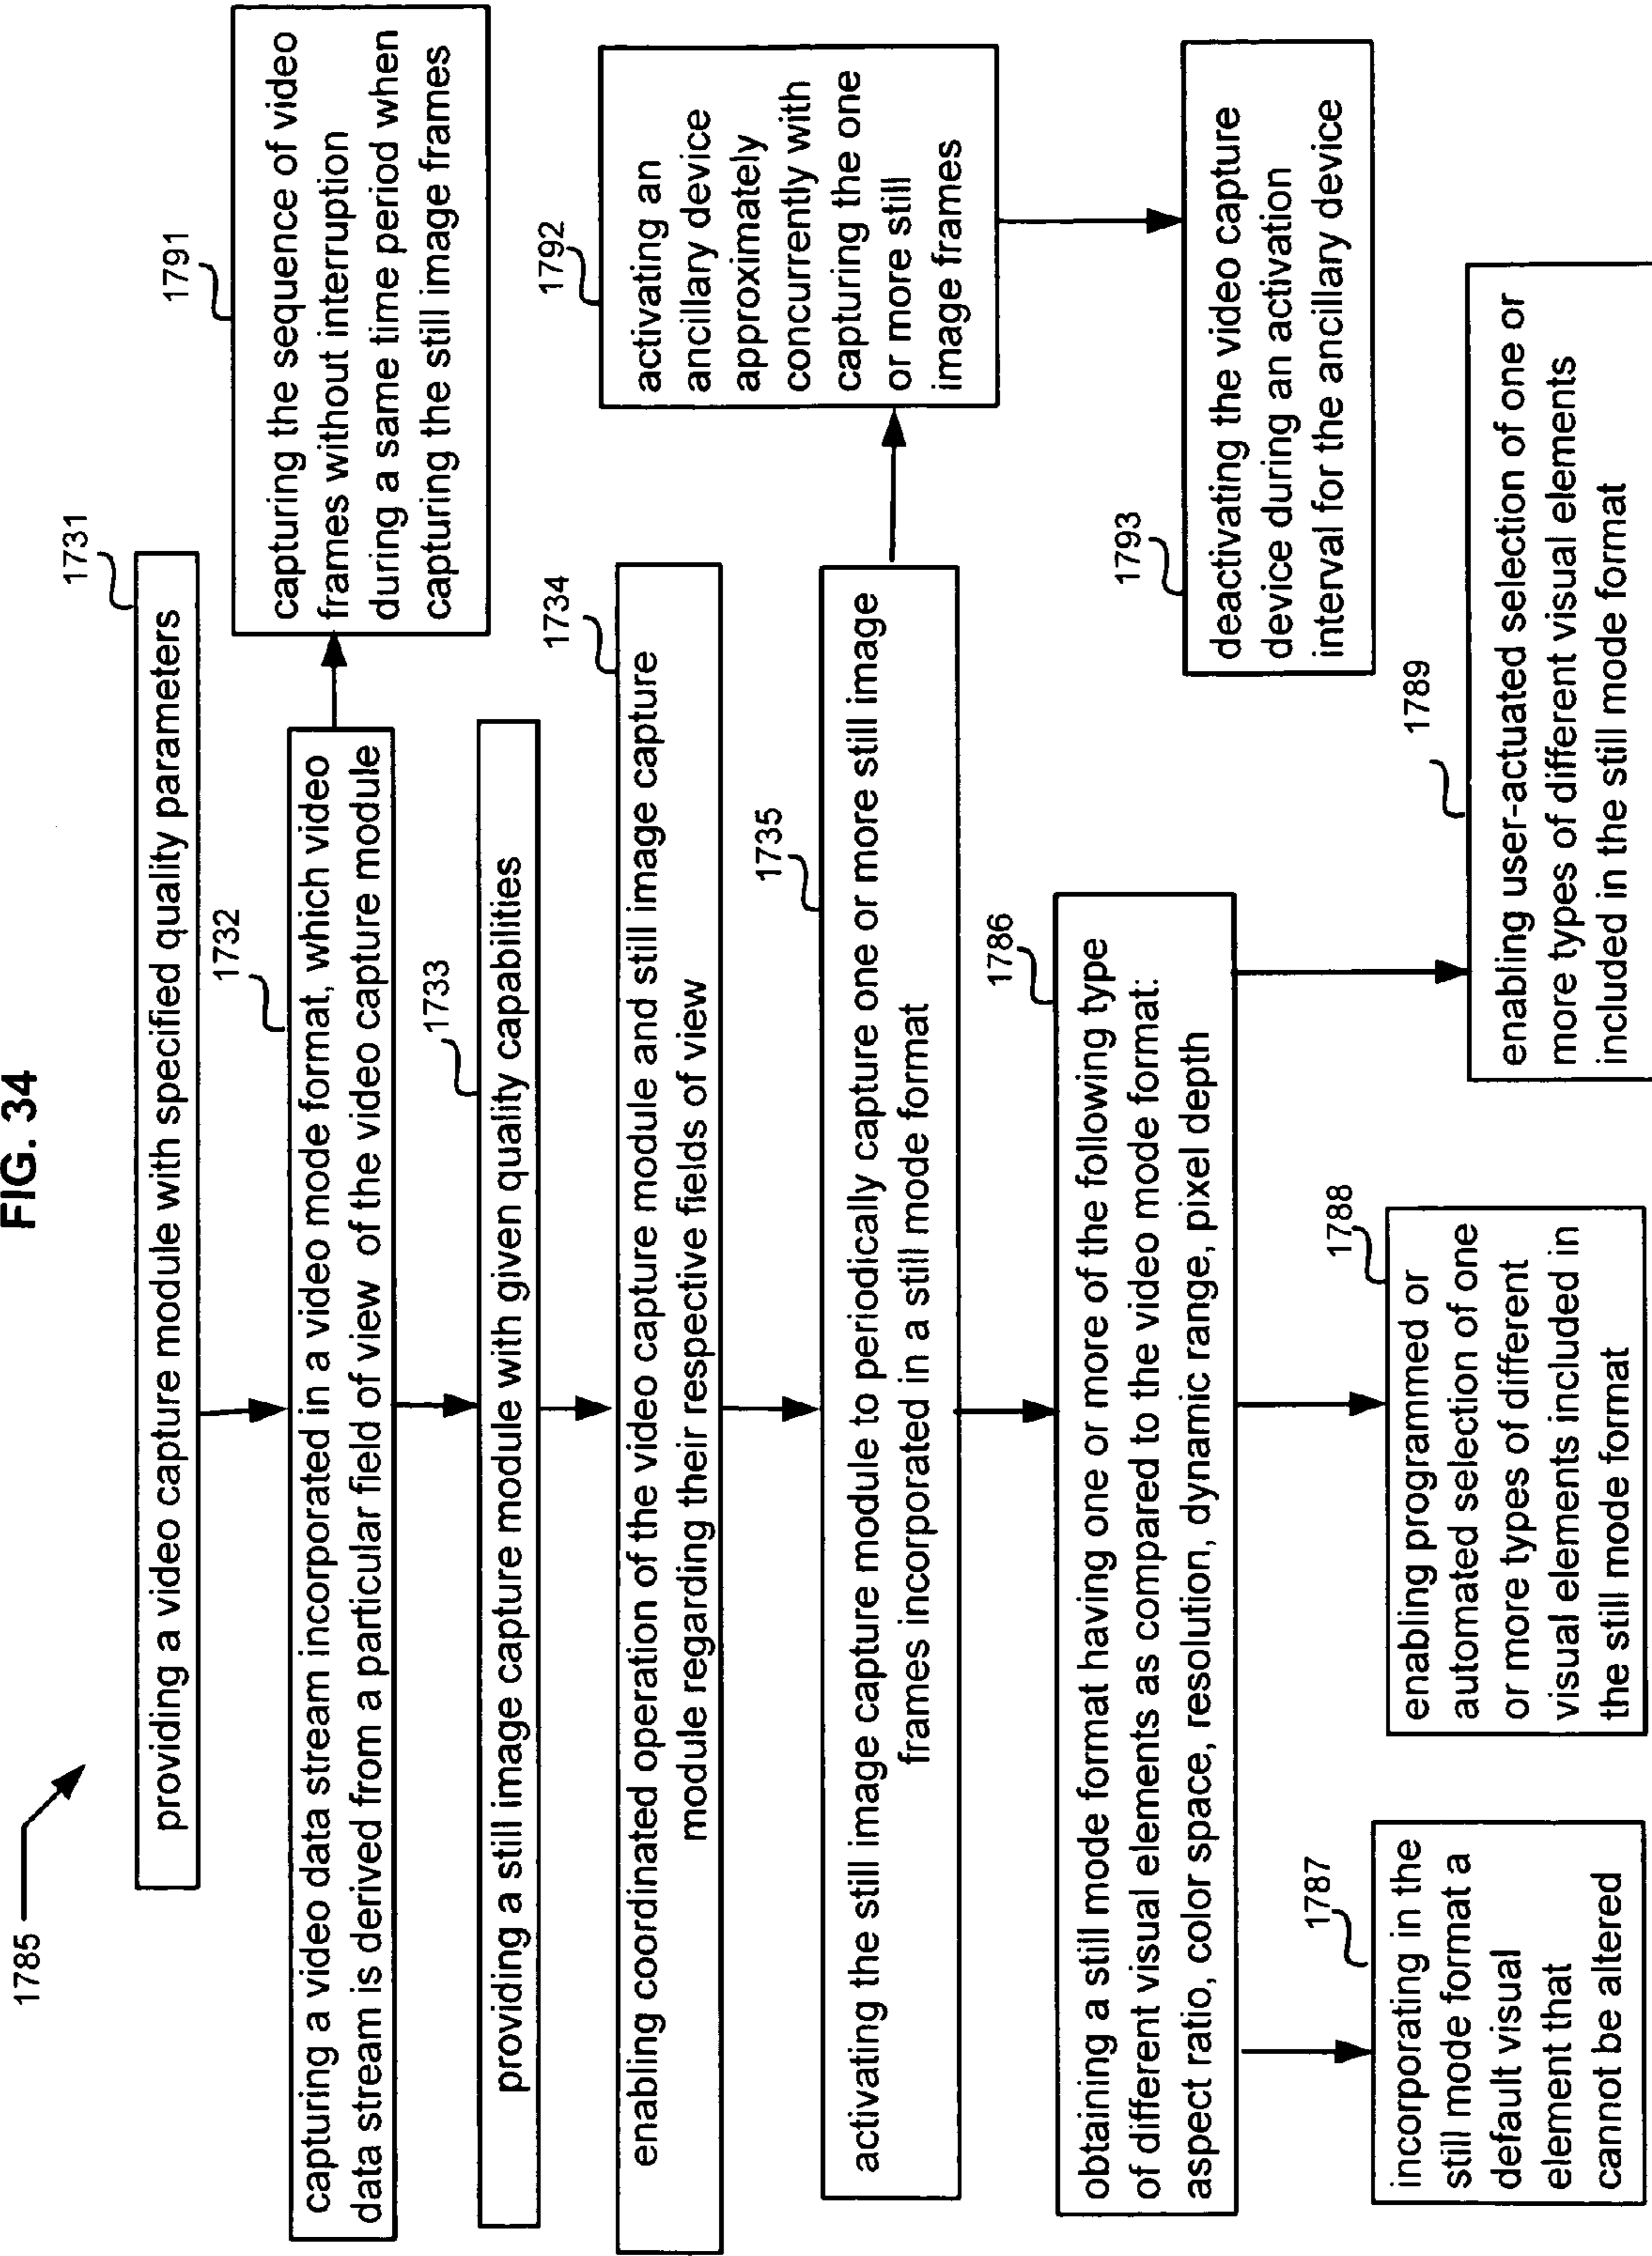 FIG. 34
1785
1731
providing a video capture module with specified quality parameters
1732
capturing a video data stream incorporated in a video mode format, which video
data stream is derived from a particular field of view of the video capture module
1791
capturing the sequence of video
frames without interruption
during a same time period when
capturing the still image frames
1733
providing a still image capture module with given quality capabilities
1734
enabling coordinated operation of the video capture module and still image capture
module regarding their respective fields of view
1735
activating the still image capture module to periodically capture one or more still image
frames incorporated in a still mode format
1792
activating an
ancillary device
approximately
concurrently with
capturing the one
or more still
image frames
1793
deactivating the video capture
device during an activation
interval for the ancillary device
1786
obtaining a still mode format having one or more of the following type
of different visual elements as compared to the video mode format:
aspect ratio, color space, resolution, dynamic range, pixel depth
1787
incorporating in the
still mode format a
default visual
element that
cannot be altered
1788
enabling programmed or
automated selection of one
or more types of different
visual elements included in
the still mode format
1789
enabling user-actuated selection of one or
more types of different visual elements
included in the still mode format